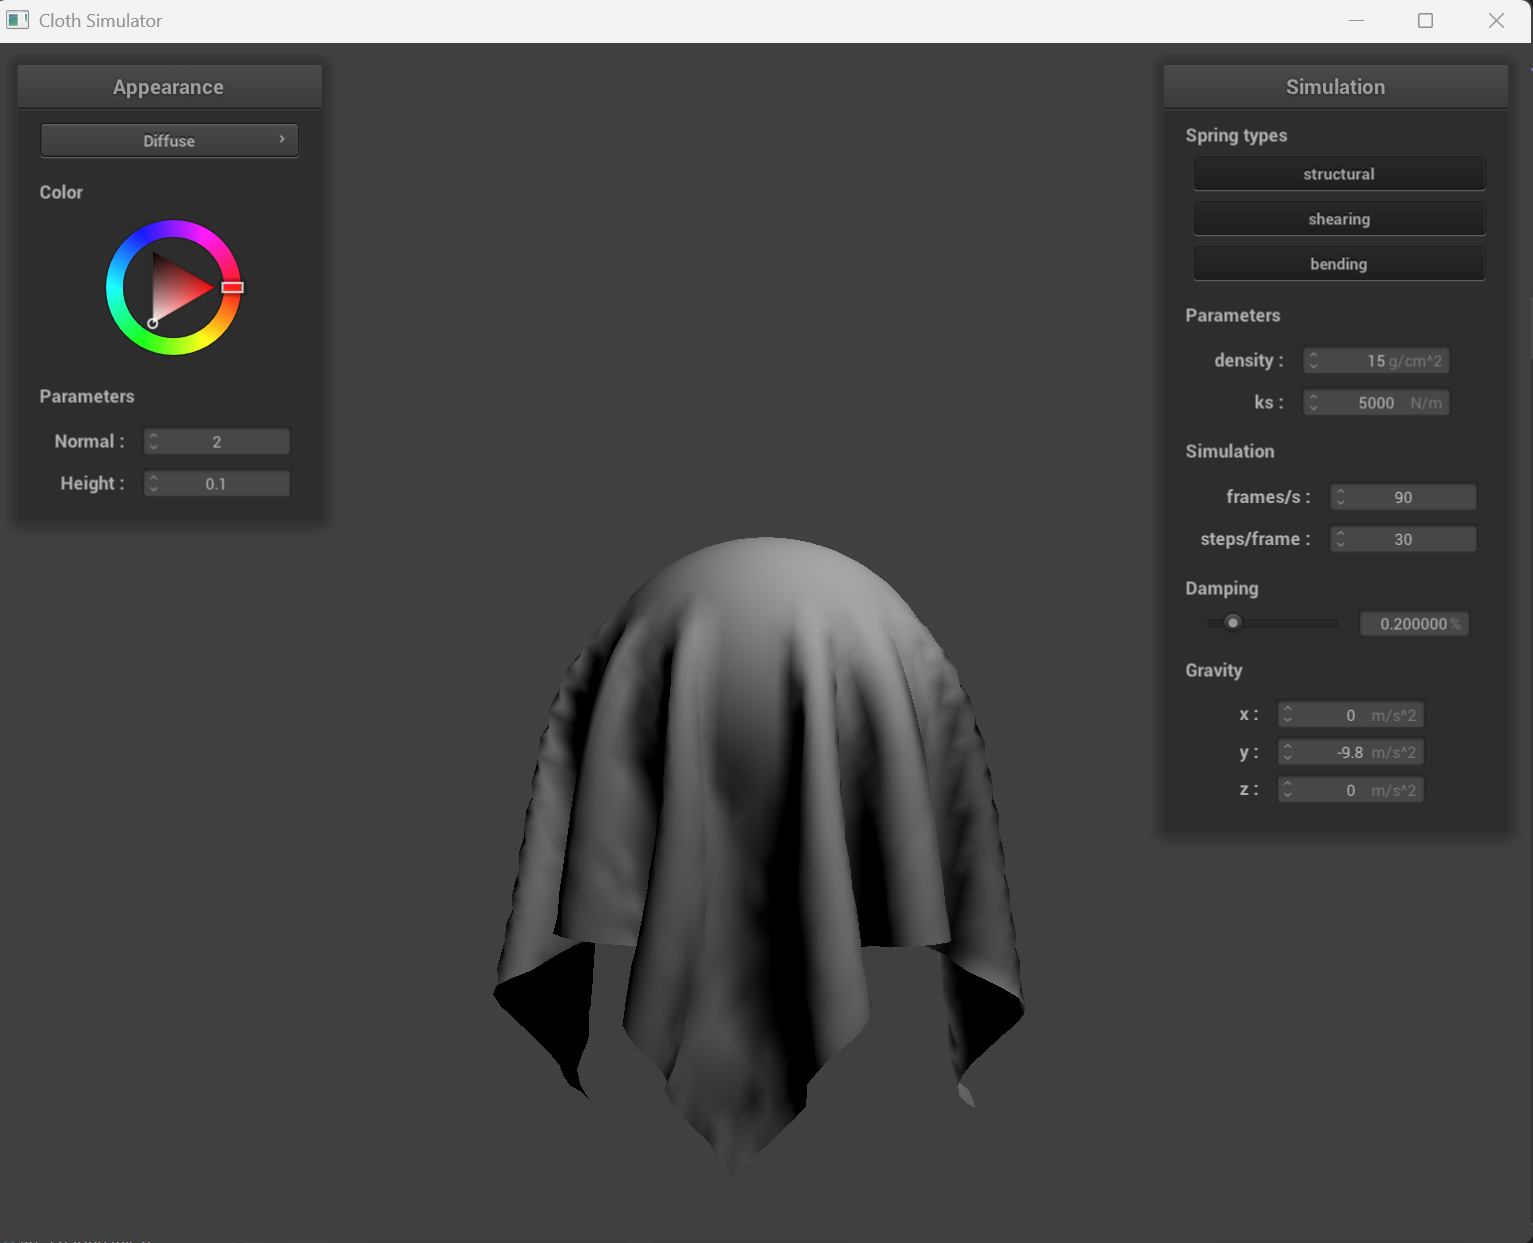 Cloth Simulator
Appearance
Diffuse
Color
Parameters
Normal : 2
Height : 0.1
Simulation
Spring types
structural
shearing
bending
Parameters
density : 15 g/cm^2
ks : 5000 N/m
Simulation
frames/s : 90
steps/frame : 30
Damping
0.200000 %
Gravity
x : 0 m/s^2
y : -9.8 m/s^2
z : 0 m/s^2